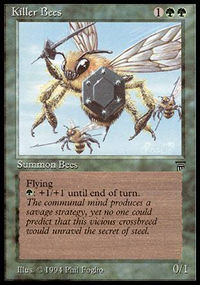 Killer Bees 1
Summon Bees
Flying
: +1/+1 until end of turn.
The communal mind produces a
savage strategy, yet no one could
predict that this vicious crossbreed
would unravel the secret of steel.
Illus. © 1994 Phil Foglio 0/1